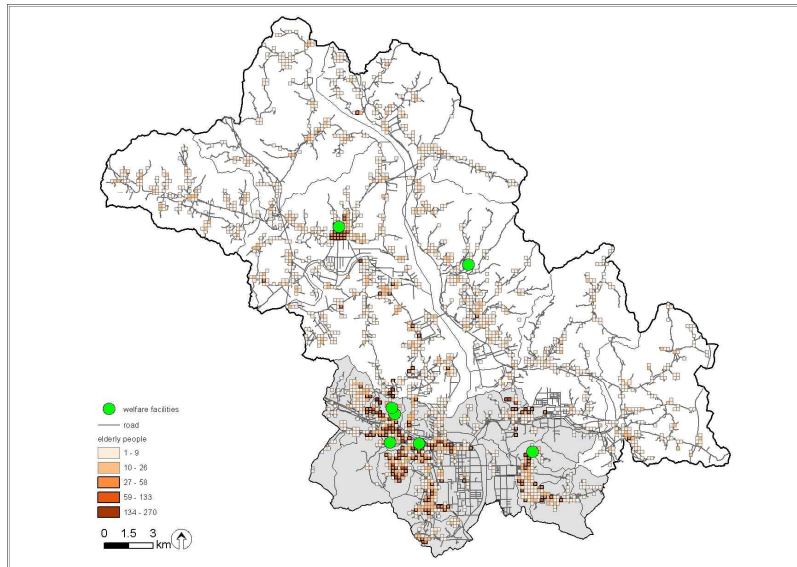 welfare facilities
road
elderly people
1 - 9
10 - 26
27 - 58
59 - 133
134 - 270
0 1.5 3
km